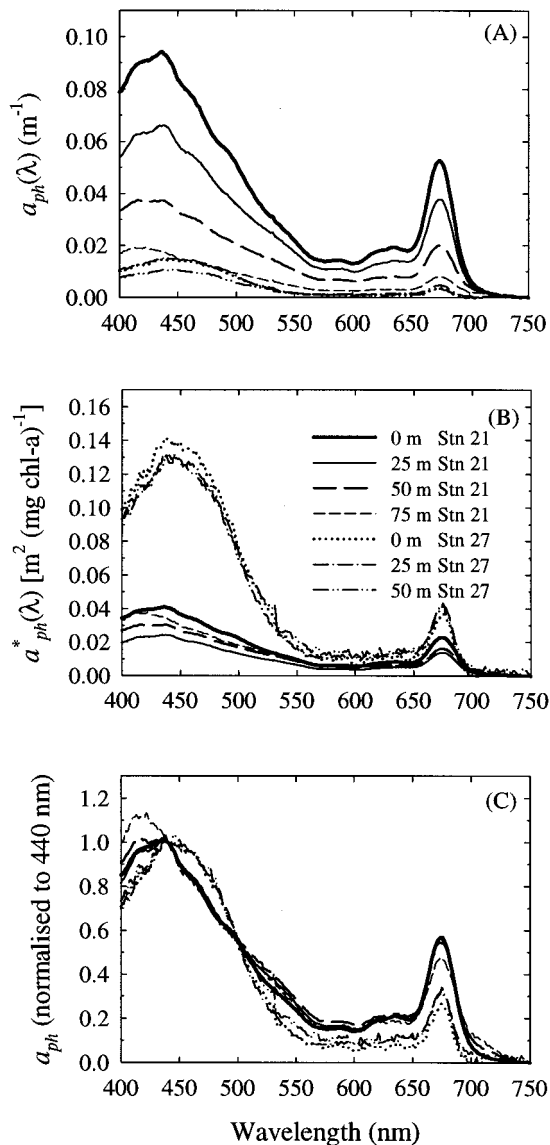 (A)
0.10
0.08
0.06
0.04
0.02
0.00
a_ph(λ) (m⁻¹)
400 450 500 550 600 650 700 750
(B)
0.16
0.14
0.12
0.10
0.08
0.06
0.04
0.02
0.00
a*_ph(λ) [m² (mg chl-a)⁻¹]
0 m Stn 21
25 m Stn 21
50 m Stn 21
75 m Stn 21
0 m Stn 27
25 m Stn 27
50 m Stn 27
400 450 500 550 600 650 700 750
(C)
1.2
1.0
0.8
0.6
0.4
0.2
0.0
a_ph (normalised to 440 nm)
400 450 500 550 600 650 700 750
Wavelength (nm)